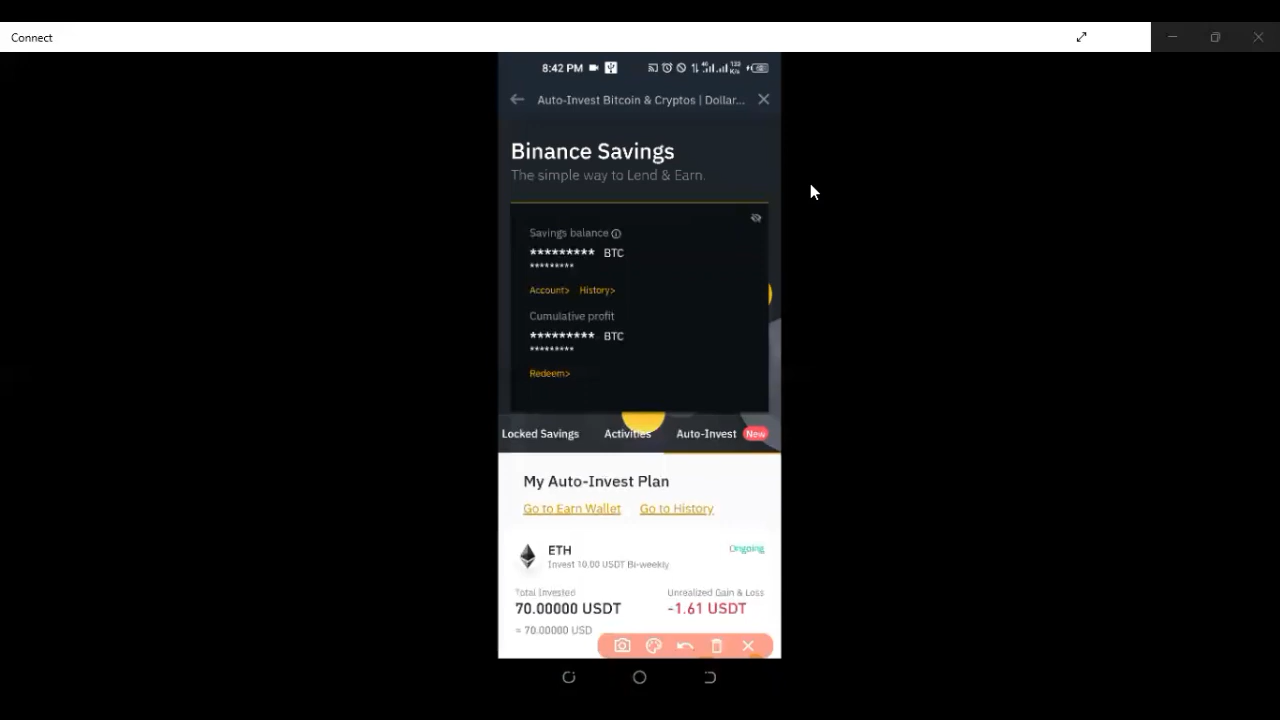 Connect
8:42 PM
Auto-Invest Bitcoin & Cryptos | Dollar...
Binance Savings
The simple way to Lend & Earn.
Savings balance
********* BTC
*********
Account> History>
Cumulative profit
********* BTC
*********
Redeem>
Locked Savings Activities Auto-Invest New
My Auto-Invest Plan
Go to Earn Wallet Go to History
ETH Ongoing
Invest 10.00 USDT Bi-weekly
Total Invested Unrealized Gain & Loss
70.00000 USDT -1.61 USDT
≈ 70.00000 USD